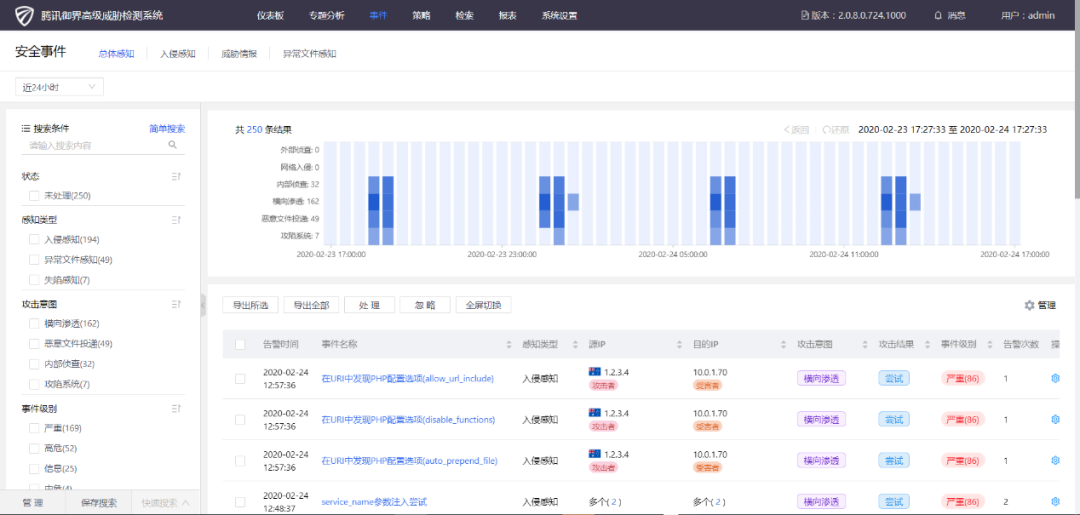 腾讯御界高级威胁检测系统 仪表板 专题分析 事件 策略 检索 报表 系统设置 版本：2.0.8.0.724.1000 消息 用户：admin
安全事件 总体感知 入侵感知 威胁情报 异常文件感知
近24小时
搜索条件 简单搜索
请输入搜索内容
状态
未处理(250)
感知类型
入侵感知(194)
异常文件感知(49)
失陷感知(7)
攻击意图
横向渗透(162)
恶意文件投递(49)
内部侦查(32)
攻陷系统(7)
事件级别
严重(169)
高危(52)
信息(25)
中危(4)
管 理 保存搜索 快速搜索
共 250 条结果 返回 还原 2020-02-23 17:27:33 至 2020-02-24 17:27:33
外部侦查: 0
网络入侵: 0
内部侦查: 32
横向渗透: 162
恶意文件投递: 49
攻陷系统: 7
2020-02-23 17:00:00 2020-02-23 23:00:00 2020-02-24 05:00:00 2020-02-24 11:00:00 2020-02-24 17:00:00
导出所选 导出全部 处 理 忽 略 全屏切换 管理
告警时间 事件名称 感知类型 源IP 目的IP 攻击意图 攻击结果 事件级别 告警次数
2020-02-24 12:57:36 在URI中发现PHP配置选项(allow_url_include) 入侵感知 1.2.3.4 攻击者 10.0.1.70 受害者 横向渗透 尝试 严重(86) 1
2020-02-24 12:57:36 在URI中发现PHP配置选项(disable_functions) 入侵感知 1.2.3.4 攻击者 10.0.1.70 受害者 横向渗透 尝试 严重(86) 1
2020-02-24 12:57:36 在URI中发现PHP配置选项(auto_prepend_file) 入侵感知 1.2.3.4 攻击者 10.0.1.70 受害者 横向渗透 尝试 严重(86) 1
2020-02-24 12:48:37 service_name参数注入尝试 入侵感知 多个( 2 ) 多个( 2 ) 横向渗透 尝试 严重(86) 2